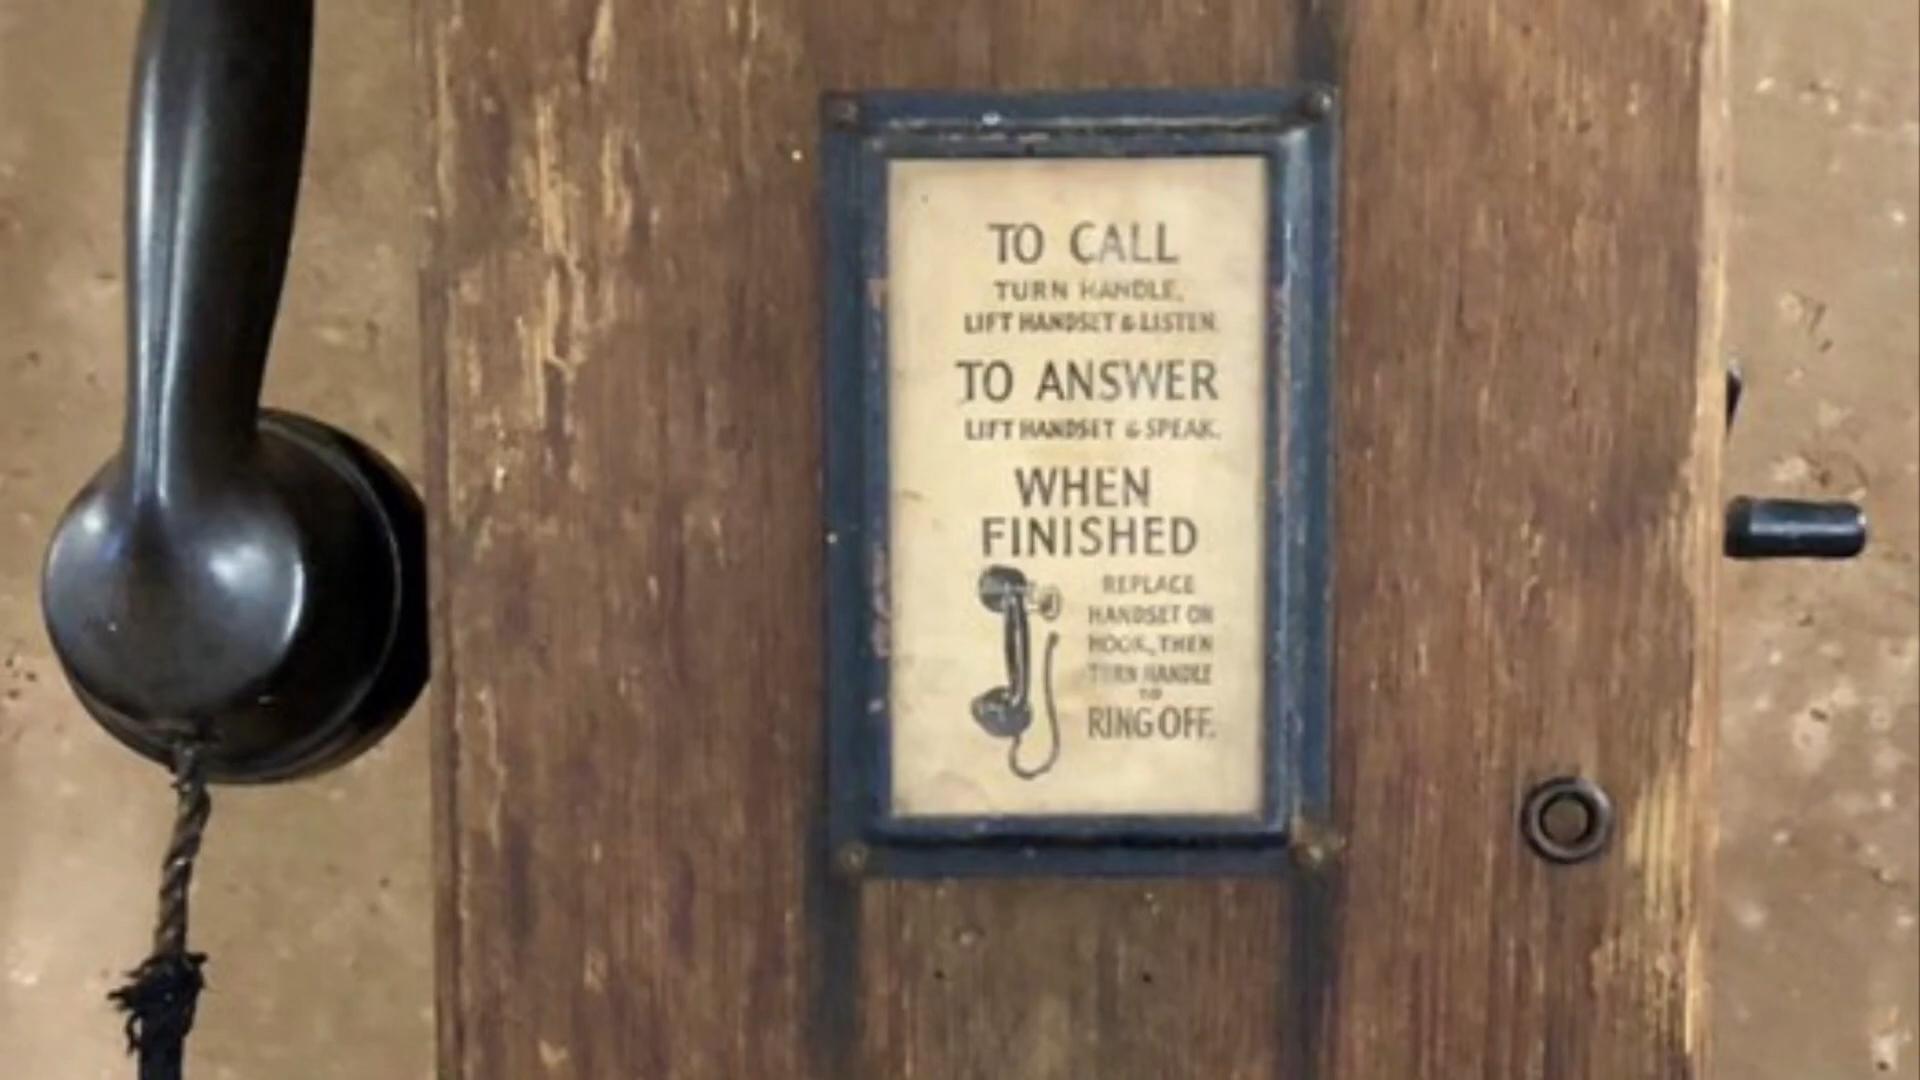 TO CALL
TURN HANDLE,
LIFT HANDSET & LISTEN.
TO ANSWER
LIFT HANDSET & SPEAK.
WHEN
FINISHED
REPLACE
HANDSET ON
HOOK, THEN
TURN HANDLE
TO
RING OFF.